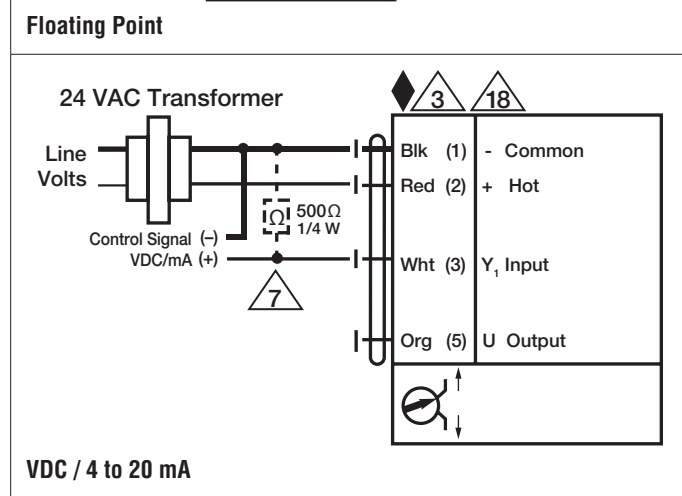 Floating Point
24 VAC Transformer
3
18
Line
Volts
Blk (1) - Common
Red (2) + Hot
Ω
500Ω
1/4 W
Control Signal (–)
VDC/mA (+)
Wht (3) Y1 Input
7
Org (5) U Output
VDC / 4 to 20 mA